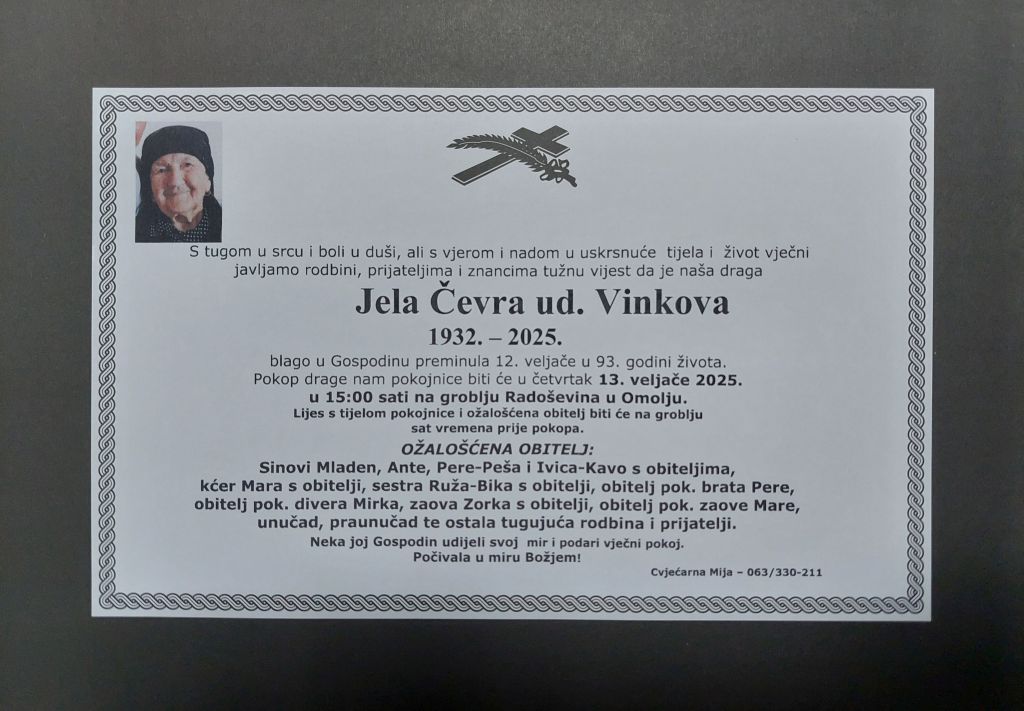 S tugom u srcu i boli u duši, ali s vjerom i nadom u uskrsnuće tijela i život vječni
javljamo rodbini, prijateljima i znancima tužnu vijest da je naša draga
Jela Čevra ud. Vinkova
1932. – 2025.
blago u Gospodinu preminula 12. veljače u 93. godini života.
Pokop drage nam pokojnice biti će u četvrtak 13. veljače 2025.
u 15:00 sati na groblju Radoševina u Omolju.
Lijes s tijelom pokojnice i ožalošćena obitelj biti će na groblju
sat vremena prije pokopa.
OŽALOŠĆENA OBITELJ:
Sinovi Mladen, Ante, Pere-Peša i Ivica-Kavo s obiteljima,
kćer Mara s obitelji, sestra Ruža-Bika s obitelji, obitelj pok. brata Pere,
obitelj pok. divera Mirka, zaova Zorka s obitelji, obitelj pok. zaove Mare,
unučad, praunučad te ostala tugujuća rodbina i prijatelji.
Neka joj Gospodin udijeli svoj mir i podari vječni pokoj.
Počivala u miru Božjem!
Cvjećarna Mija – 063/330-211